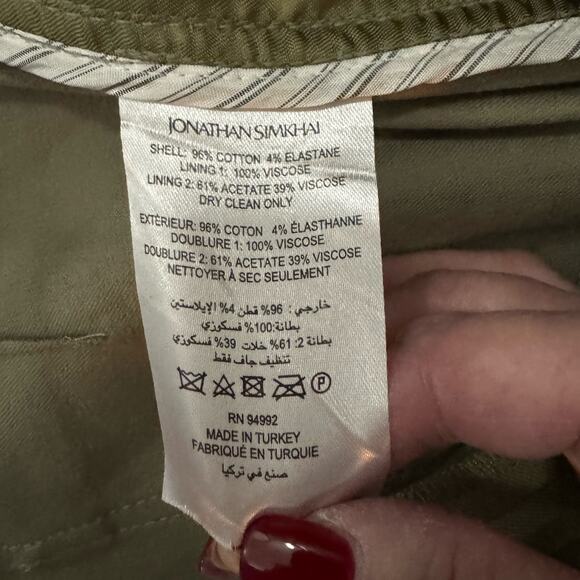 JONATHAN SIMKHAI
SHELL: 96% COTTON 4% ELASTANE
LINING 1: 100% VISCOSE
LINING 2: 61% ACETATE 39% VISCOSE
DRY CLEAN ONLY
EXTÉRIEUR: 96% COTON 4% ÉLASTHANNE
DOUBLURE 1: 100% VISCOSE
DOUBLURE 2: 61% ACETATE 39% VISCOSE
NETTOYER À SEC SEULEMENT
خارجي: 96% قطن 4% الإيلاستين
بطانة:100% فسكوزي
بطانة 2: 61% خلات 39% فسكوزي
تنظيف جاف فقط
P
RN 94992
MADE IN TURKEY
FABRIQUÉ EN TURQUIE
صنع في تركيا